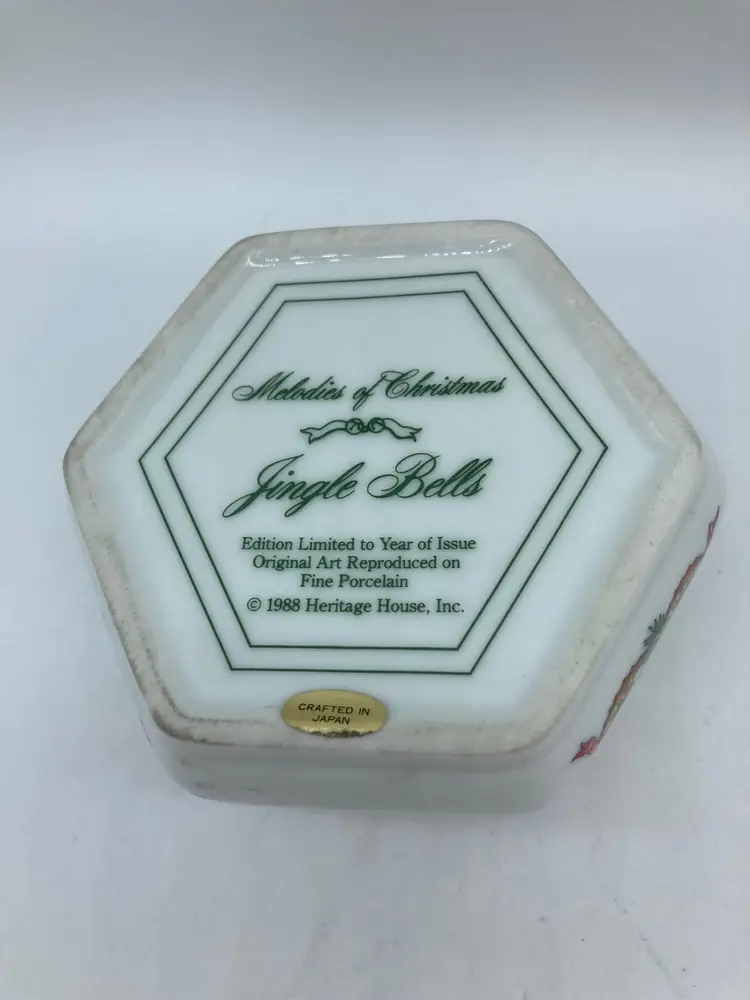 Melodies of Christmas
Jingle Bells
Edition Limited to Year of Issue
Original Art Reproduced on
Fine Porcelain
© 1988 Heritage House, Inc.
CRAFTED IN
JAPAN